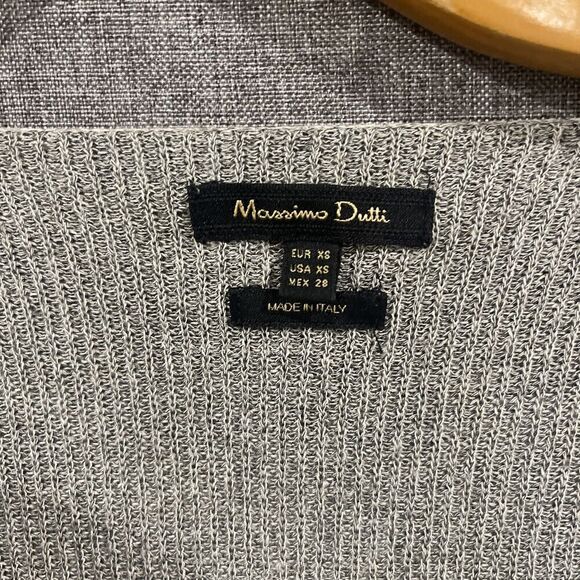 Massimo Dutti
EUR XS
USA XS
MEX 28
MADE IN ITALY